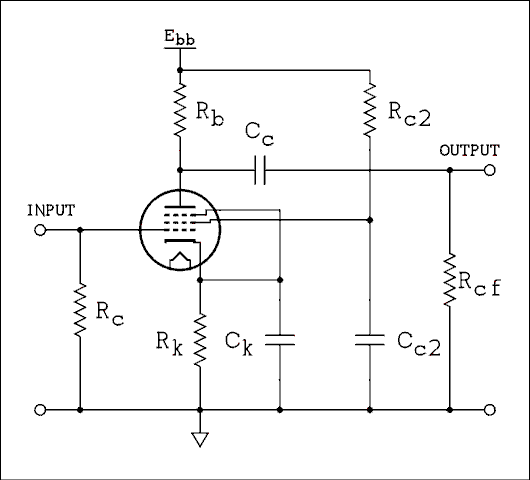 Ebb
Rb
Rc2
Cc
OUTPUT
INPUT
Rc
Rk
Ck
Cc2
Rcf